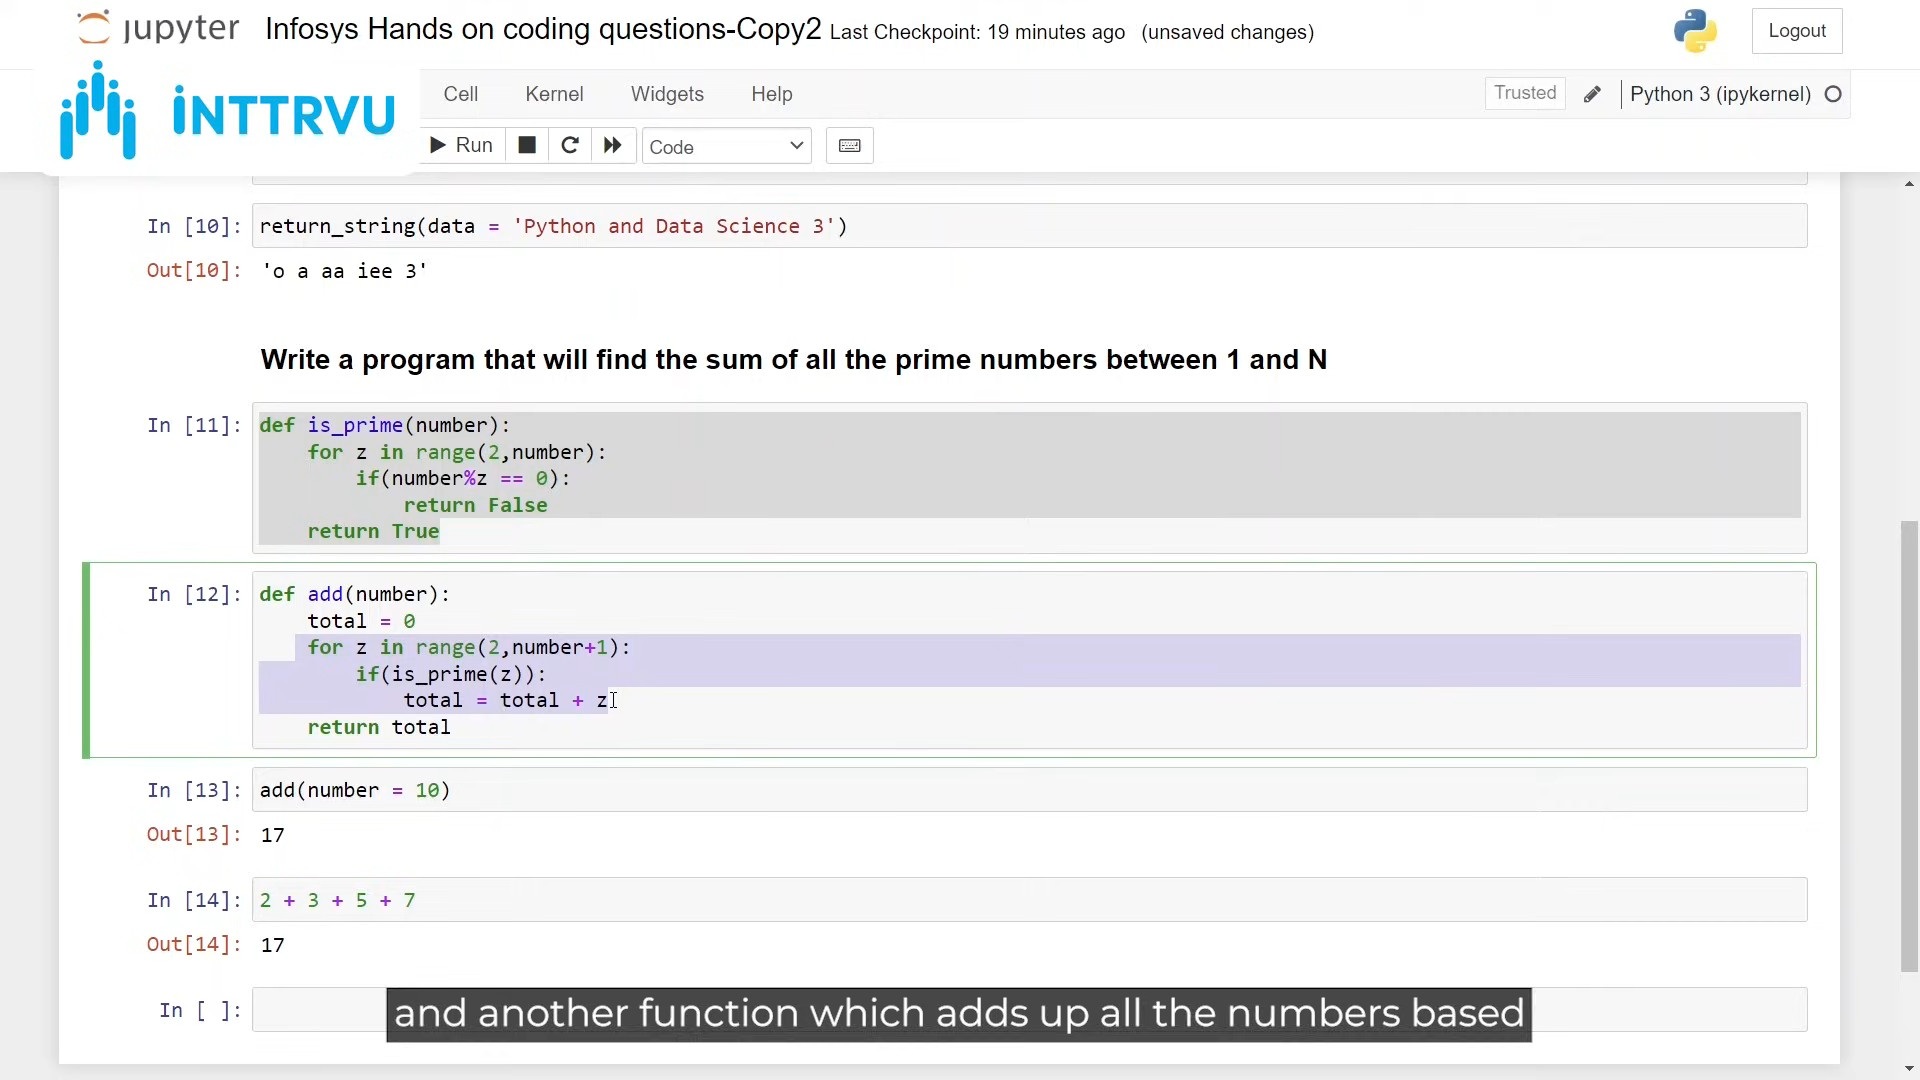 jupyter Infosys Hands on coding questions-Copy2 Last Checkpoint: 19 minutes ago (unsaved changes) Logout
INTTRVU
Cell Kernel Widgets Help Trusted Python 3 (ipykernel)
Run Code
In [10]: return_string(data = 'Python and Data Science 3')
Out[10]: 'o a aa iee 3'
Write a program that will find the sum of all the prime numbers between 1 and N
In [11]: def is_prime(number):
for z in range(2,number):
if(number%z == 0):
return False
return True
In [12]: def add(number):
total = 0
for z in range(2,number+1):
if(is_prime(z)):
total = total + z
return total
In [13]: add(number = 10)
Out[13]: 17
In [14]: 2 + 3 + 5 + 7
Out[14]: 17
In [ ]:
and another function which adds up all the numbers based